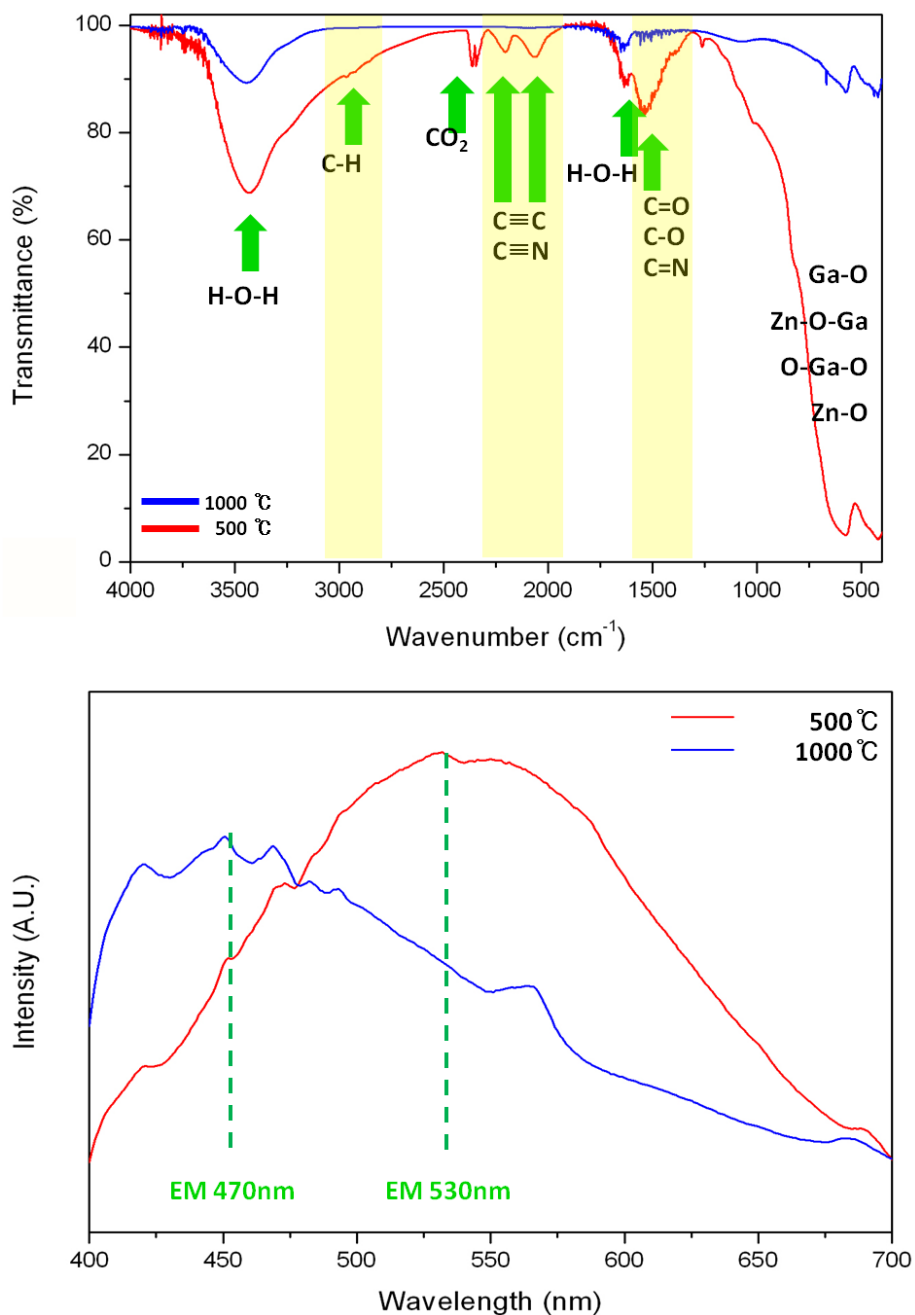 100
80
60
40
20
0
Transmittance (%)
C-H
CO2
H-O-H
C≡C
C≡N
H-O-H
C=O
C-O
C=N
Ga-O
Zn-O-Ga
O-Ga-O
Zn-O
1000 ℃
500 ℃
4000 3500 3000 2500 2000 1500 1000 500
Wavenumber (cm-1)
500 ℃
1000 ℃
Intensity (A.U.)
EM 470nm EM 530nm
400 450 500 550 600 650 700
Wavelength (nm)